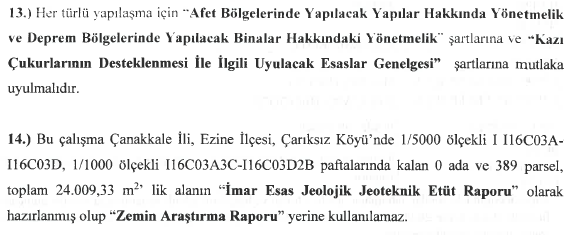 13.) Her türlü yapılaşma için "Afet Bölgelerinde Yapılacak Yapılar Hakkında Yönetmelik
ve Deprem Bölgelerinde Yapılacak Binalar Hakkındaki Yönetmelik" şartlarına ve "Kazı
Çukurlarının Desteklenmesi İle İlgili Uyulacak Esaslar Genelgesi" şartlarına mutlaka
uyulmalıdır.
14.) Bu çalışma Çanakkale İli, Ezine İlçesi, Çarıksız Köyü'nde 1/5000 ölçekli I I16C03A-
I16C03D, 1/1000 ölçekli I16C03A3C-I16C03D2B paftalarında kalan 0 ada ve 389 parsel,
toplam 24.009,33 m²' lik alanın "İmar Esas Jeolojik Jeoteknik Etüt Raporu" olarak
hazırlanmış olup "Zemin Araştırma Raporu" yerine kullanılamaz.